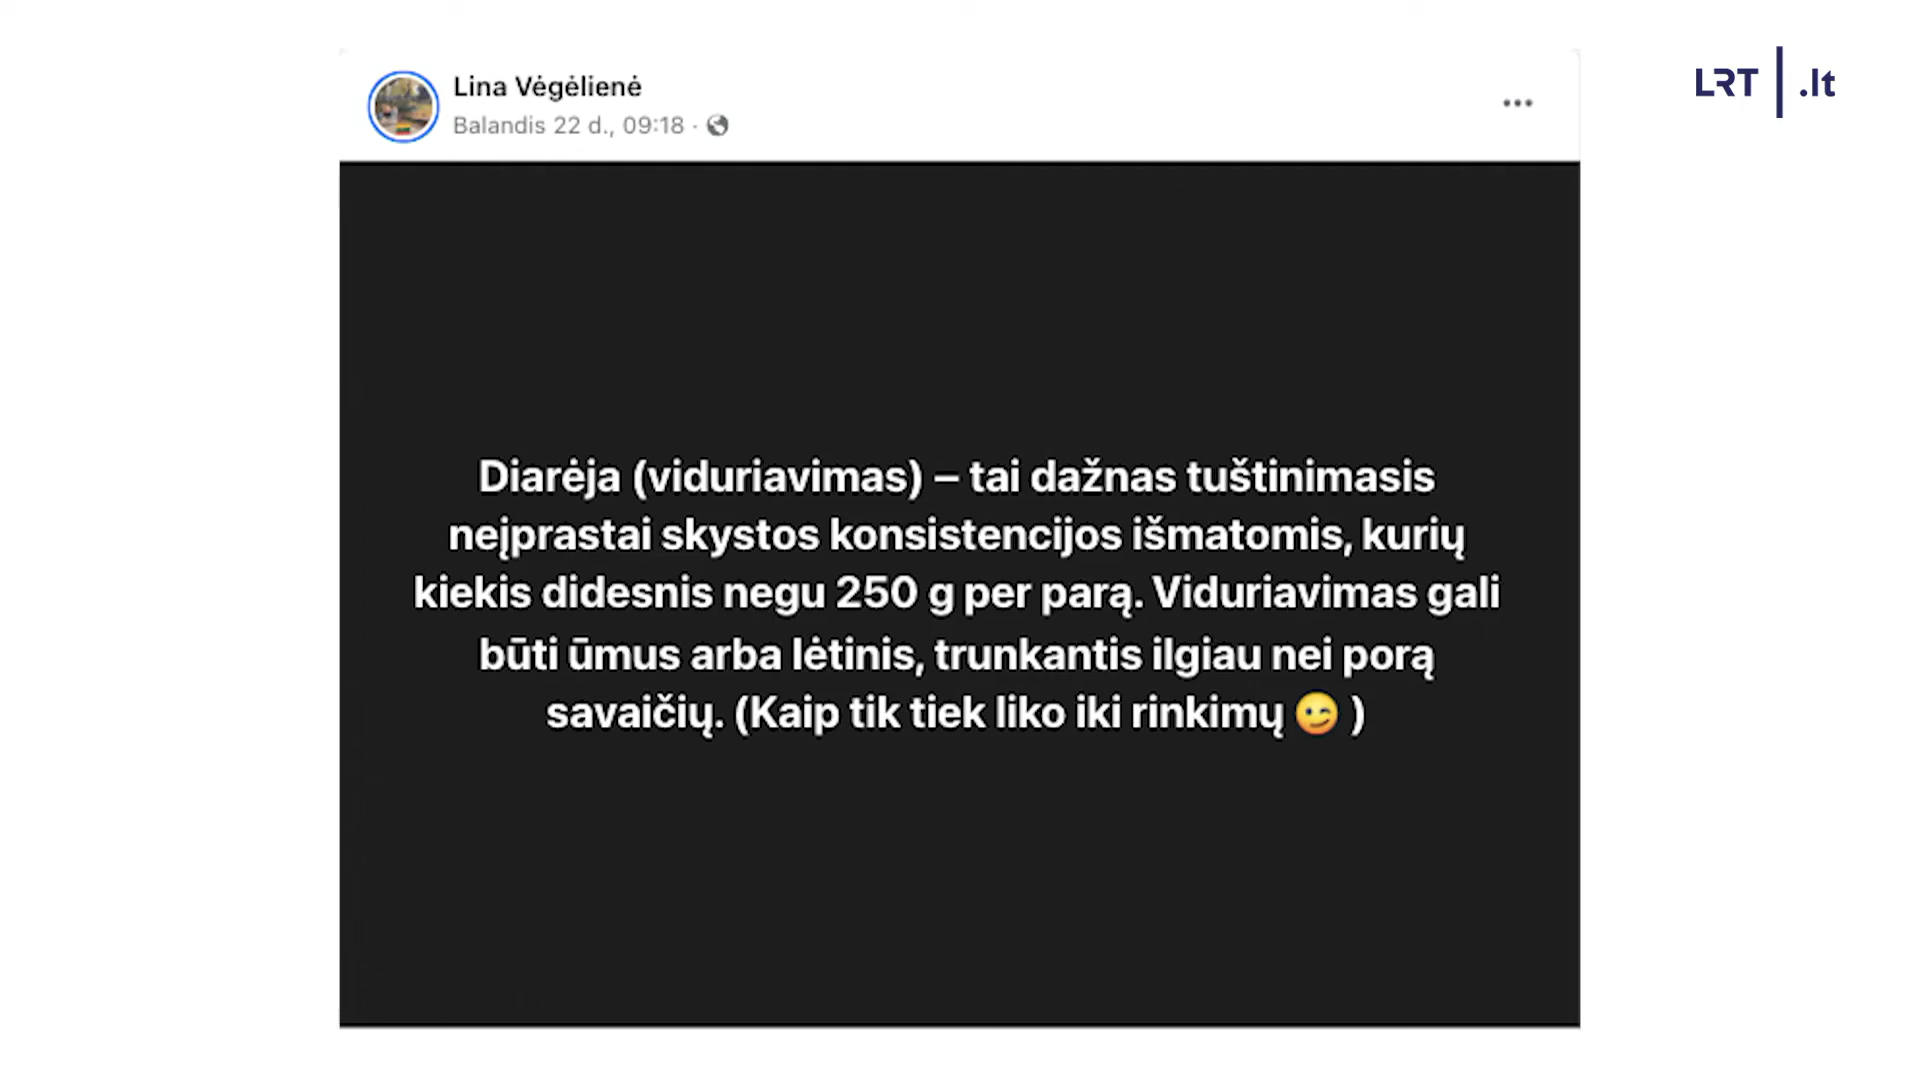 Lina Vėgėlienė
Balandis 22 d., 09:18 ·
LRT .lt
Diarėja (viduriavimas) – tai dažnas tuštinimasis
neįprastai skystos konsistencijos išmatomis, kurių
kiekis didesnis negu 250 g per parą. Viduriavimas gali
būti ūmus arba lėtinis, trunkantis ilgiau nei porą
savaičių. (Kaip tik tiek liko iki rinkimų 😉 )